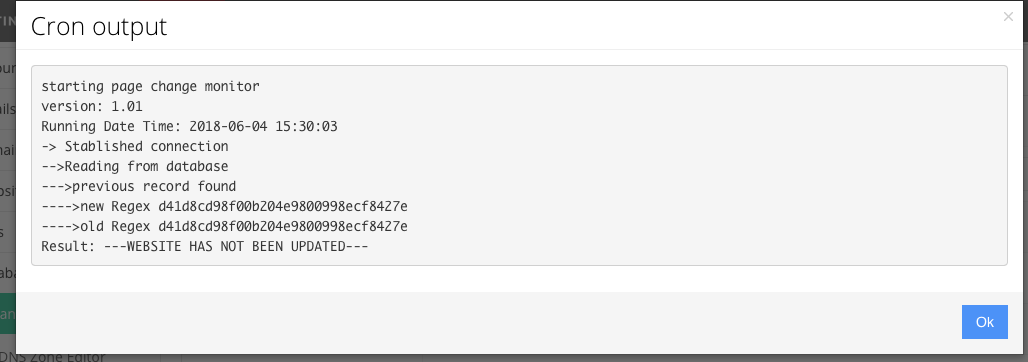 TIN
Cron output
×
starting page change monitor
version: 1.01
Running Date Time: 2018-06-04 15:30:03
-> Stablished connection
-->Reading from database
--->previous record found
---->new Regex d41d8cd98f00b204e9800998ecf8427e
---->old Regex d41d8cd98f00b204e9800998ecf8427e
Result: ---WEBSITE HAS NOT BEEN UPDATED---
Ok
DNS Zone Editor